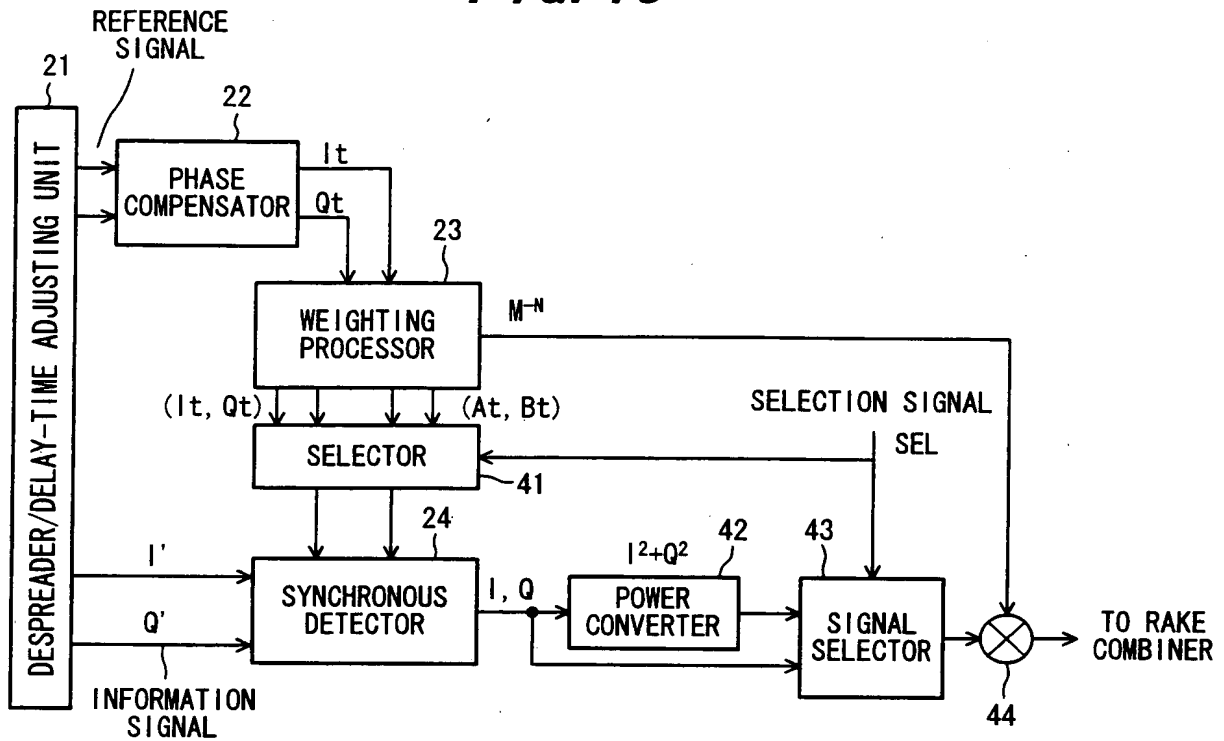 REFERENCE
SIGNAL
21
22
DESPREADER/DELAY-TIME ADJUSTING UNIT
PHASE
COMPENSATOR
It
Qt
23
WEIGHTING
PROCESSOR
M-N
(It, Qt)
(At, Bt)
SELECTION SIGNAL
SEL
SELECTOR
41
24
I'
Q'
SYNCHRONOUS
DETECTOR
I, Q
I²+Q²
42
POWER
CONVERTER
43
SIGNAL
SELECTOR
44
TO RAKE
COMBINER
INFORMATION
SIGNAL